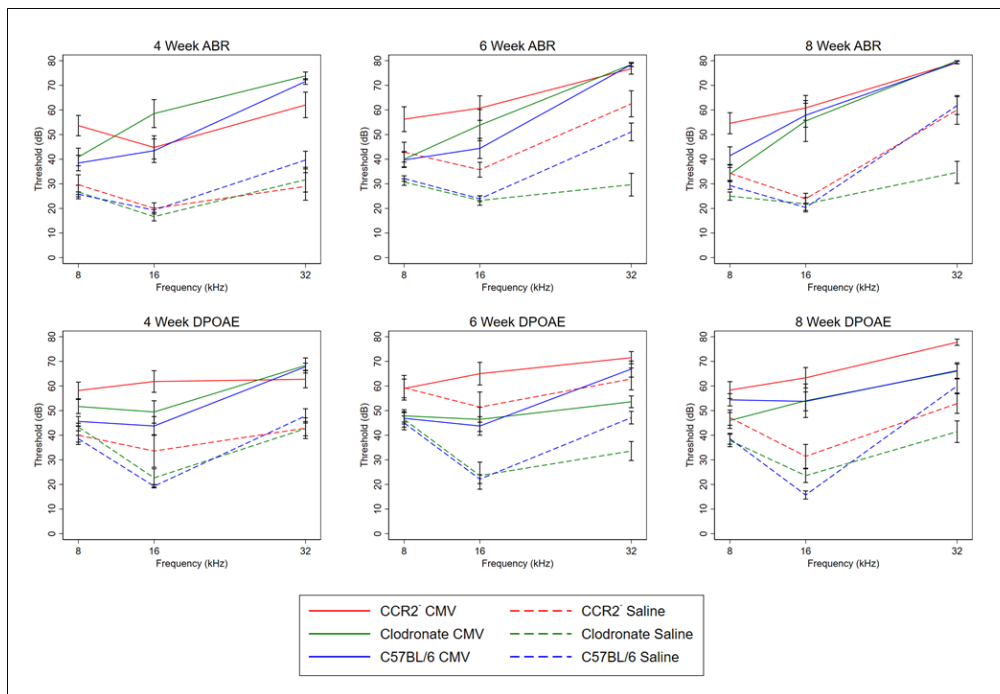 4 Week ABR
Threshold (dB)
0 10 20 30 40 50 60 70 80
8 16 32
Frequency (kHz)
6 Week ABR
Threshold (dB)
0 10 20 30 40 50 60 70 80
8 16 32
Frequency (kHz)
8 Week ABR
Threshold (dB)
0 10 20 30 40 50 60 70 80
8 16 32
Frequency (kHz)
4 Week DPOAE
Threshold (dB)
0 10 20 30 40 50 60 70 80
8 16 32
Frequency (kHz)
6 Week DPOAE
Threshold (dB)
0 10 20 30 40 50 60 70 80
8 16 32
Frequency (kHz)
8 Week DPOAE
Threshold (dB)
0 10 20 30 40 50 60 70 80
8 16 32
Frequency (kHz)
CCR2⁻ CMV CCR2⁻ Saline
Clodronate CMV Clodronate Saline
C57BL/6 CMV C57BL/6 Saline